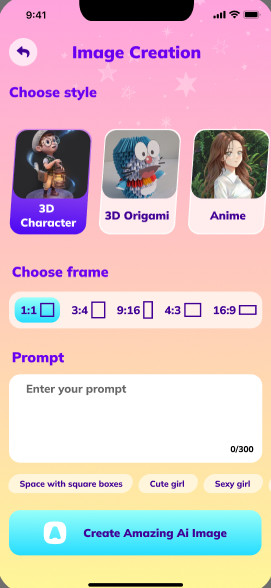 9:41
Image Creation
Choose style
3D
Character
3D Origami
Anime
Choose frame
1:1 3:4 9:16 4:3 16:9
Prompt
Enter your prompt
0/300
Space with square boxes Cute girl Sexy girl
Create Amazing Ai Image